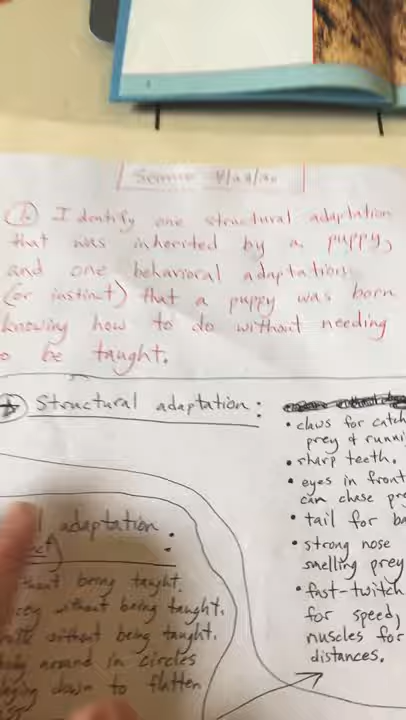 Science
1. Identify one structural adaptation
that was inherited by a puppy,
and one behavioral adaptation
(or instinct) that a puppy was born
knowing how to do without needing
o be taught.
Structural adaptation:
• claws for catch
prey & runni
• sharp teeth.
• eyes in front
can chase pre
• tail for ba
• strong nose
smelling prey
• fast-twitch
for speed,
muscles for
distances.
l adaptation:
thout being taught.
without being taught.
without being taught.
around in circles
down to flatten